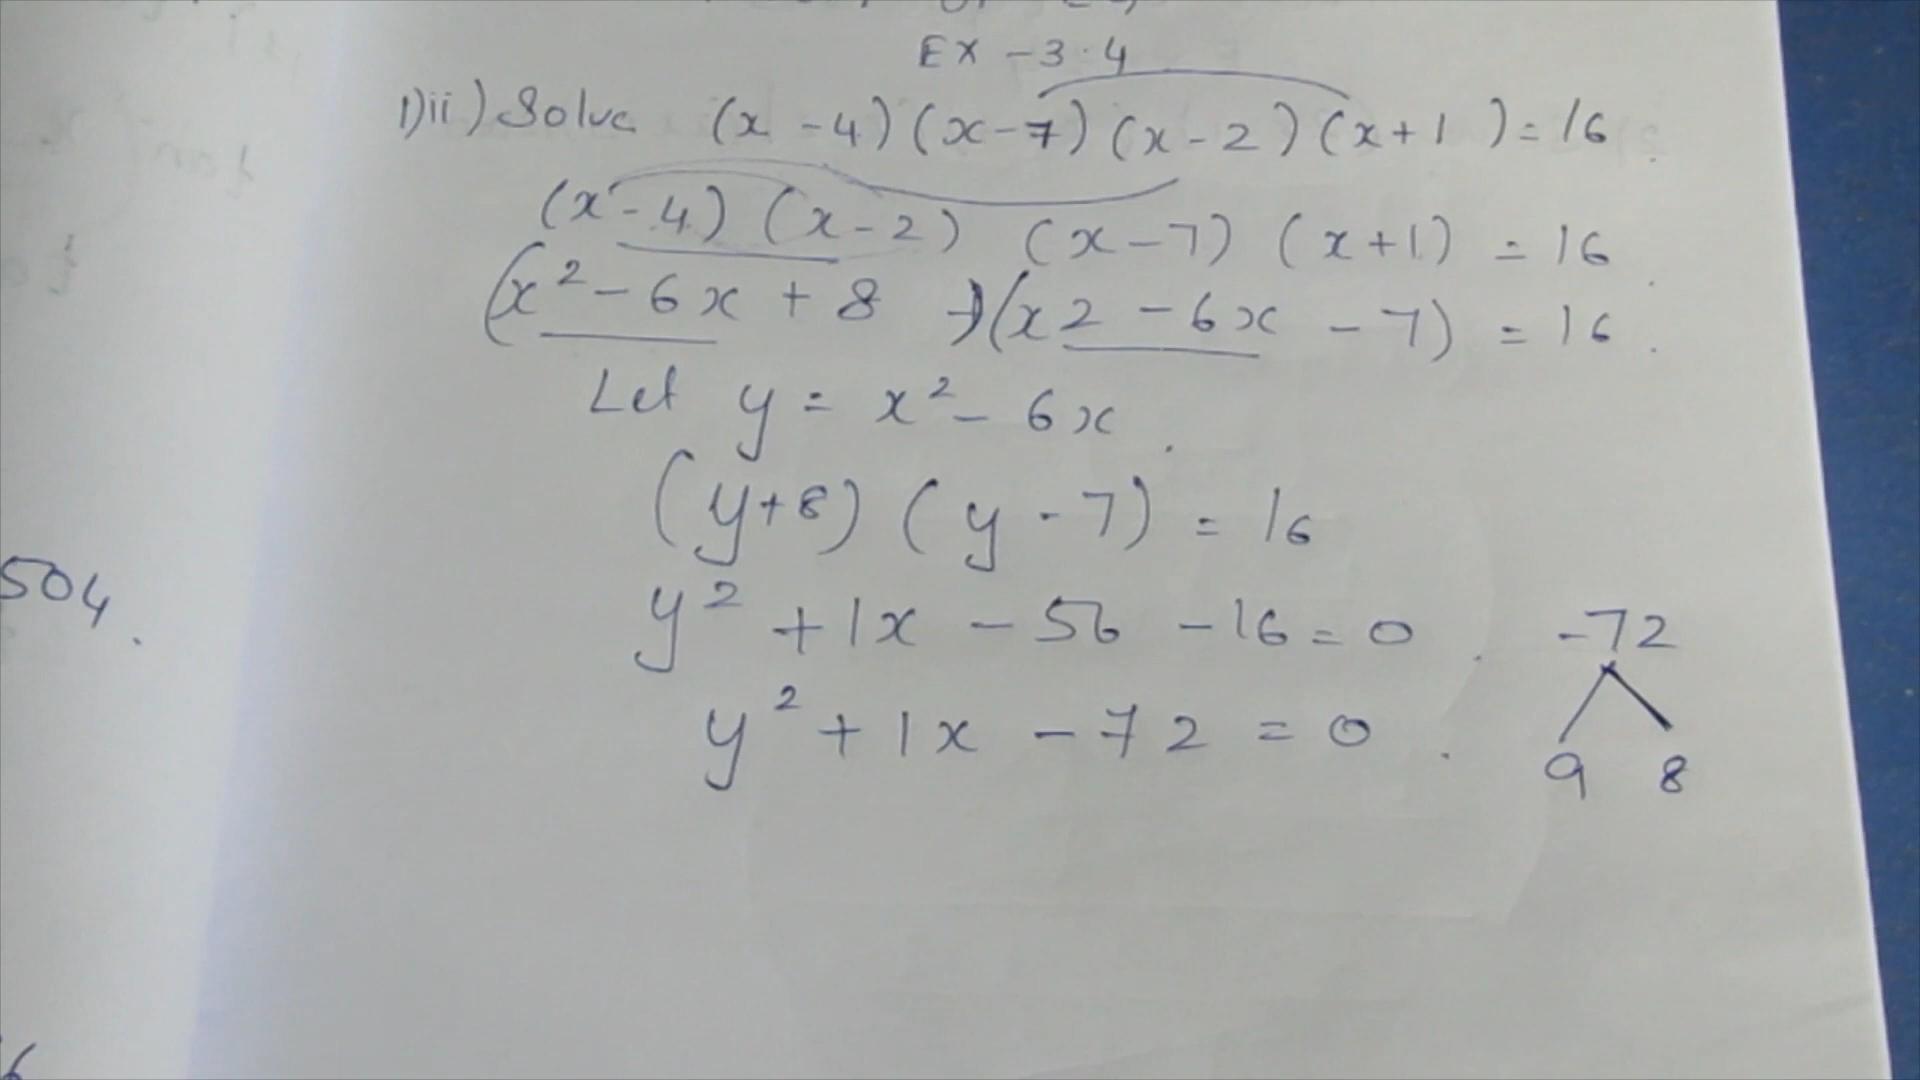 EX - 3.4
1)ii) Solve (x - 4) (x - 7) (x - 2) (x + 1) = 16
(x - 4) (x - 2) (x - 7) (x + 1) = 16
(x² - 6x + 8) (x2 - 6x - 7) = 16
Let y = x² - 6x
(y + 8) (y - 7) = 16
504.
y² + 1x - 56 - 16 = 0. -72
y² + 1x - 72 = 0. 9 8
6